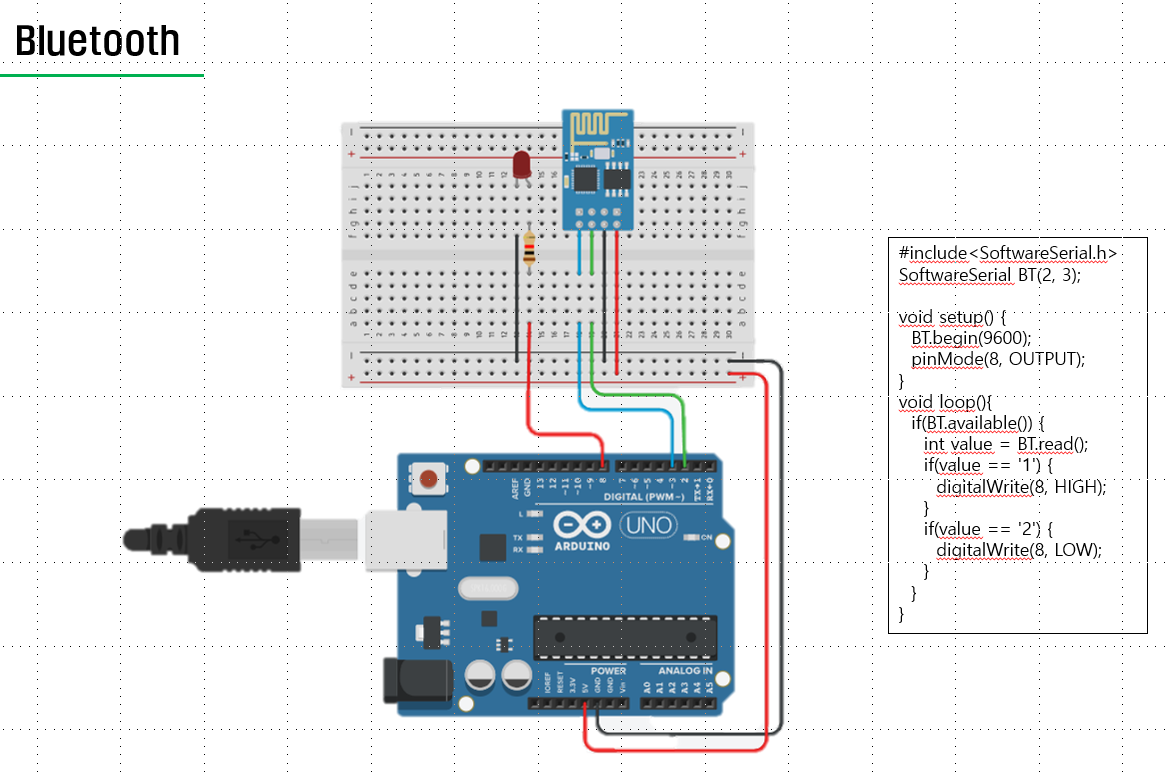 Bluetooth
#include<SoftwareSerial.h>
SoftwareSerial BT(2, 3);
void setup() {
BT.begin(9600);
pinMode(8, OUTPUT);
}
void loop(){
if(BT.available()) {
int value = BT.read();
if(value == '1') {
digitalWrite(8, HIGH);
}
if(value == '2') {
digitalWrite(8, LOW);
}
}
}
AREF
GND
13
12
~11
~10
~9
8
7
~6
~5
4
~3
2
TX→1
RX←0
DIGITAL (PWM~)
L
TX
RX
UNO
ARDUINO
ON
POWER
ANALOG IN
IOREF
RESET
3.3V
5V
GND
GND
Vin
A0
A1
A2
A3
A4
A5